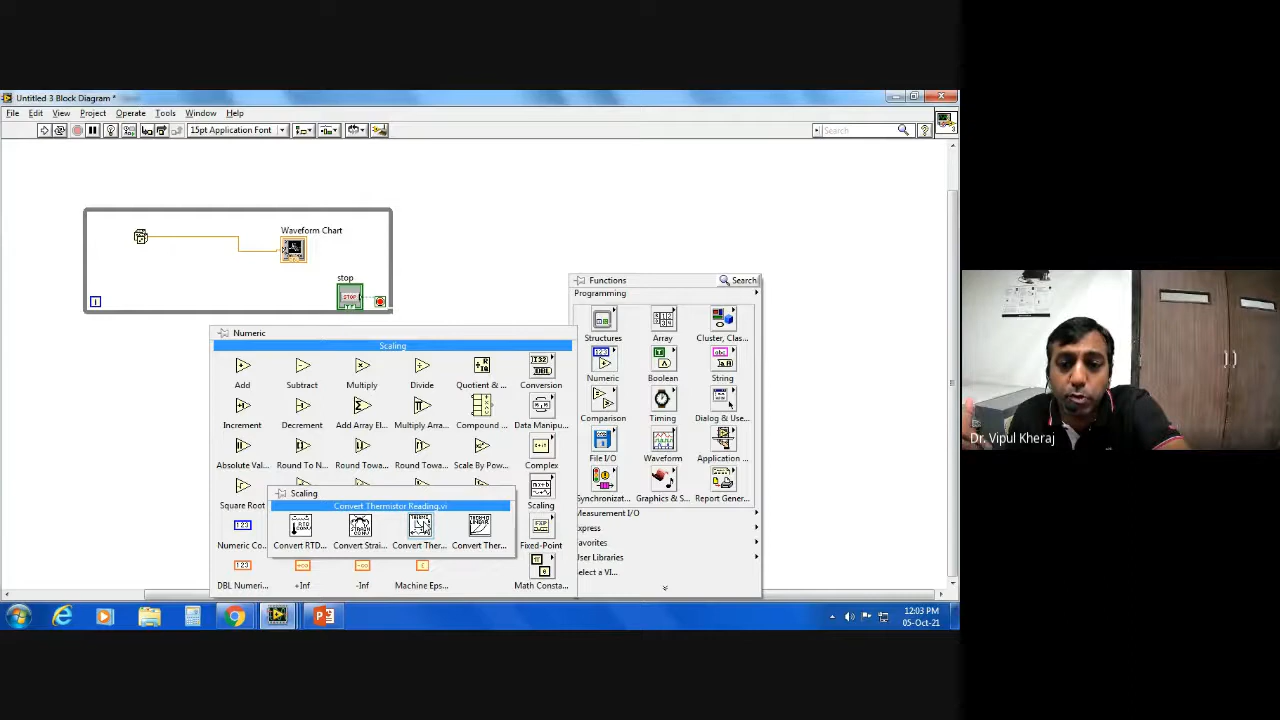 Untitled 3 Block Diagram *
File Edit View Project Operate Tools Window Help
15pt Application Font
Search
3
Waveform Chart
stop
STOP
i
Functions
Search
Programming
Structures Array Cluster, Clas...
Numeric Boolean String
Comparison Timing Dialog & Use...
File I/O Waveform Application ...
Synchronizat... Graphics & S... Report Gener...
Measurement I/O
Express
Favorites
User Libraries
Select a VI...
Numeric
Scaling
Add Subtract Multiply Divide Quotient & ... Conversion
Increment Decrement Add Array El... Multiply Arra... Compound ... Data Manipu...
Absolute Val... Round To N... Round Towa... Round Towa... Scale By Pow... Complex
Square Root Scaling
Numeric Co... Fixed-Point
DBL Numeri... +Inf -Inf Machine Eps... Math Consta...
Scaling
Convert Thermistor Reading.vi
Convert RTD... Convert Strai... Convert Ther... Convert Ther...
Dr. Vipul Kheraj
12:03 PM
05-Oct-21